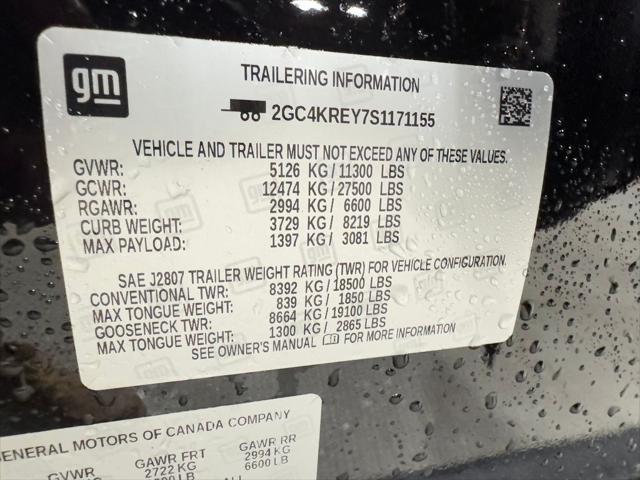 gm
TRAILERING INFORMATION
2GC4KREY7S1171155
VEHICLE AND TRAILER MUST NOT EXCEED ANY OF THESE VALUES.
GVWR: 5126 KG/11300 LBS
GCWR: 12474 KG/27500 LBS
RGAWR: 2994 KG/ 6600 LBS
CURB WEIGHT: 3729 KG/ 8219 LBS
MAX PAYLOAD: 1397 KG/ 3081 LBS
SAE J2807 TRAILER WEIGHT RATING (TWR) FOR VEHICLE CONFIGURATION.
CONVENTIONAL TWR: 8392 KG/18500 LBS
MAX TONGUE WEIGHT: 839 KG/ 1850 LBS
GOOSENECK TWR: 8664 KG/19100 LBS
MAX TONGUE WEIGHT: 1300 KG/ 2865 LBS
SEE OWNER'S MANUAL FOR MORE INFORMATION
GENERAL MOTORS OF CANADA COMPANY
GVWR GAWR FRT GAWR RR
2722 KG 2994 KG
6600 LB